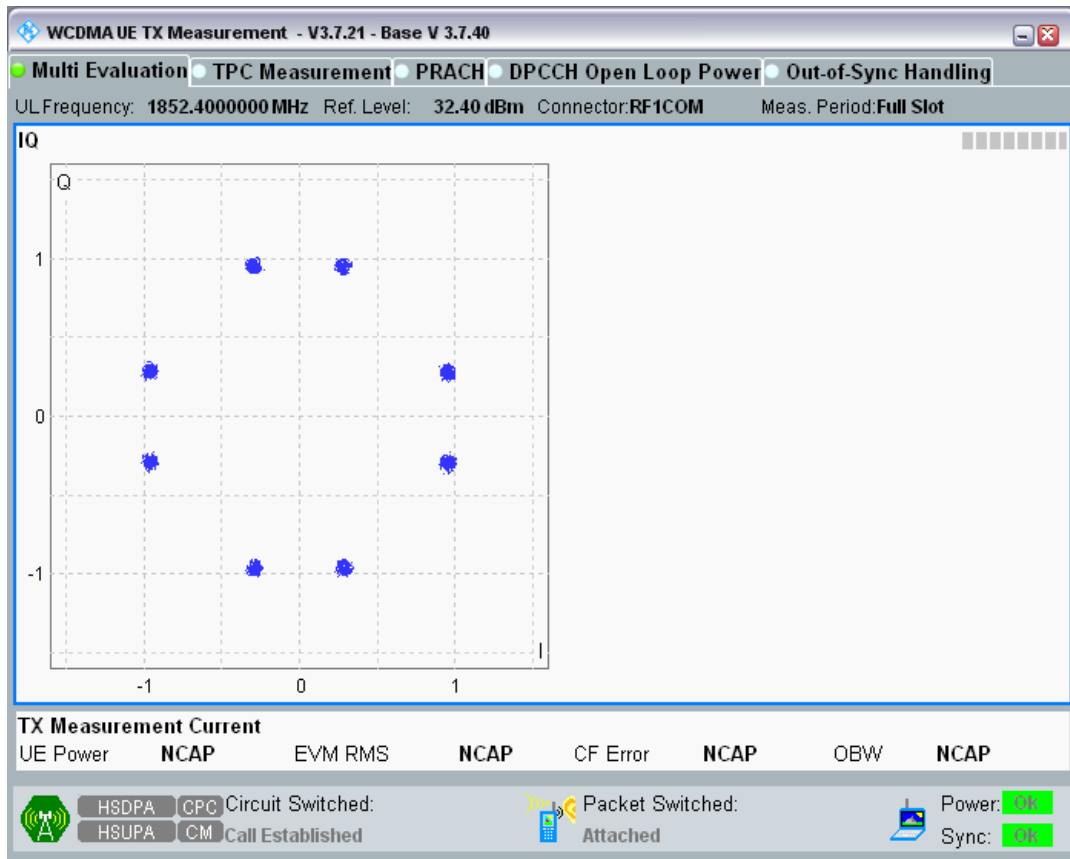 WCDMA UE TX Measurement - V3.7.21 - Base V 3.7.40
Multi Evaluation TPC Measurement PRACH DPCCH Open Loop Power Out-of-Sync Handling
UL Frequency: 1852.4000000 MHz Ref. Level: 32.40 dBm Connector: RF1COM Meas. Period: Full Slot
IQ
Q
1
0
-1
I
-1 0 1
TX Measurement Current
UE Power NCAP EVM RMS NCAP CF Error NCAP OBW NCAP
HSDPA CPC Circuit Switched: Packet Switched: Power: Ok
HSUPA CM Call Established Attached Sync: Ok